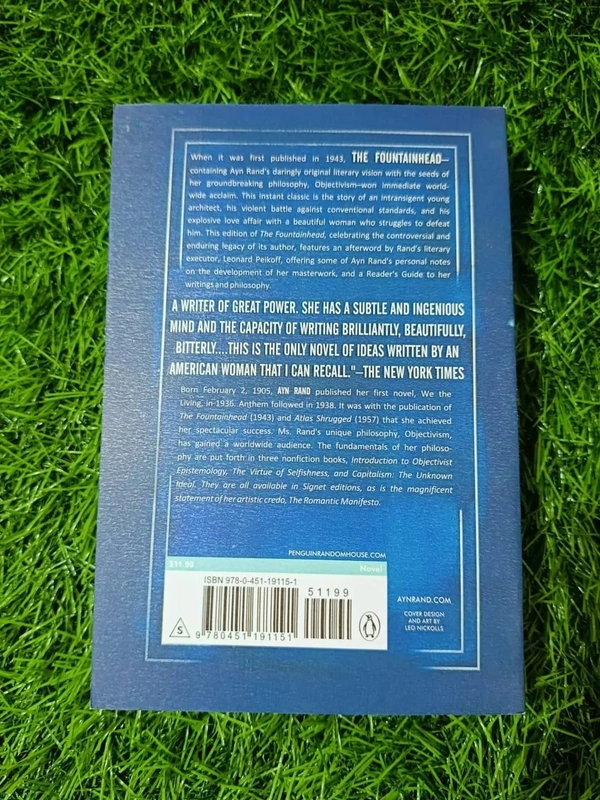 When it was first published in 1943, THE FOUNTAINHEAD—
containing Ayn Rand's daringly original literary vision with the seeds of
her groundbreaking philosophy, Objectivism–won immediate world-
wide acclaim. This instant classic is the story of an intransigent young
architect, his violent battle against conventional standards, and his
explosive love affair with a beautiful woman who struggles to defeat
him. This edition of The Fountainhead, celebrating the controversial and
enduring legacy of its author, features an afterword by Rand's literary
executor, Leonard Peikoff, offering some of Ayn Rand's personal notes
on the development of her masterwork, and a Reader's Guide to her
writings and philosophy.
A WRITER OF GREAT POWER. SHE HAS A SUBTLE AND INGENIOUS
MIND AND THE CAPACITY OF WRITING BRILLIANTLY, BEAUTIFULLY,
BITTERLY....THIS IS THE ONLY NOVEL OF IDEAS WRITTEN BY AN
AMERICAN WOMAN THAT I CAN RECALL."–THE NEW YORK TIMES
Born February 2, 1905, AYN RAND published her first novel, We the
Living, in-1936. Anthem followed in 1938. It was with the publication of
The Fountainhead (1943) and Atlas Shrugged (1957) that she achieved
her spectacular success. Ms. Rand's unique philosophy, Objectivism,
has gained a worldwide audience. The fundamentals of her philoso-
phy are put forth in three nonfiction books, Introduction to Objectivist
Epistemology, The Virtue of Selfishness, and Capitalism: The Unknown
Ideal. They are all available in Signet editions, as is the magnificent
statement of her artistic credo, The Romantic Manifesto.
PENGUINRANDOMHOUSE.COM
$11.99 Novel
ISBN 978-0-451-19115-1
51199
S
9 780451 191151
AYNRAND.COM
COVER DESIGN
AND ART BY
LEO NICKOLLS